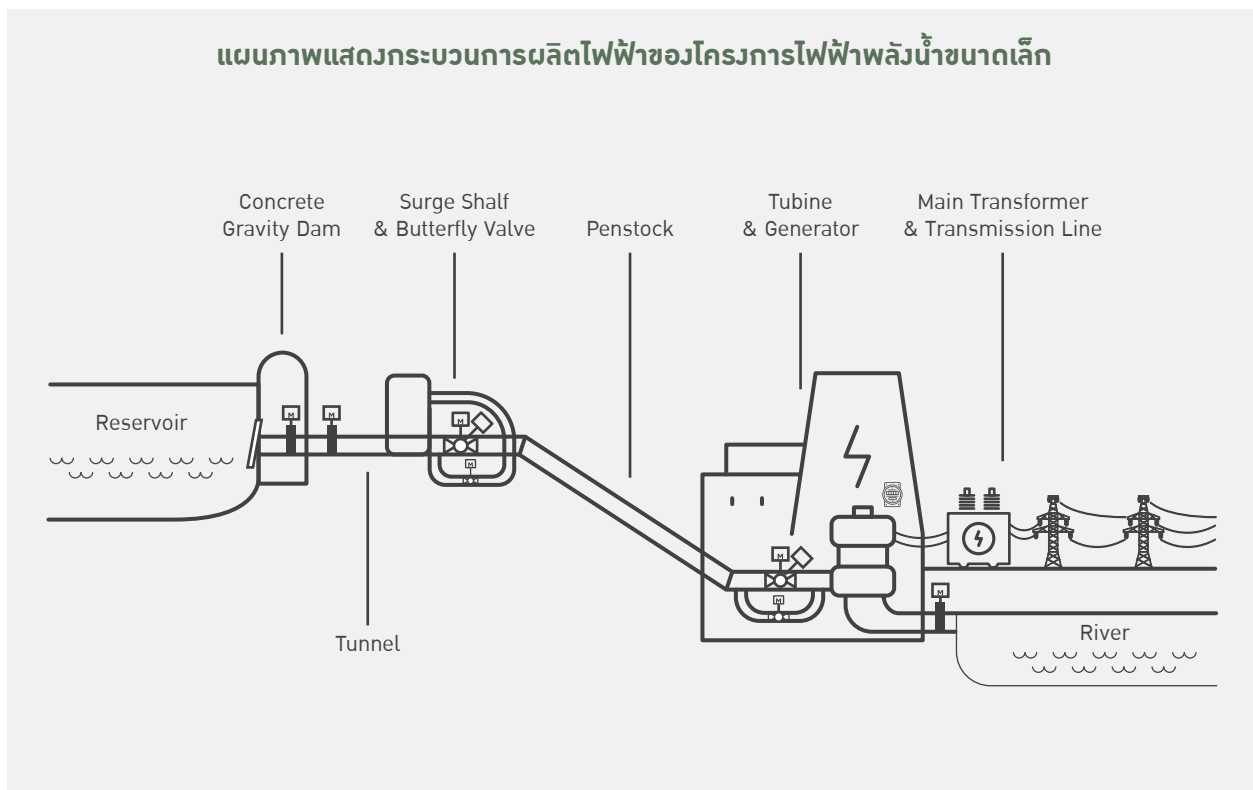 แผนภาพแสดงกระบวนการผลิตไฟฟ้าของโครงการไฟฟ้าพลังน้ำขนาดเล็ก
Concrete
Gravity Dam
Surge Shalf
& Butterfly Valve
Penstock
Tubine
& Generator
Main Transformer
& Transmission Line
Reservoir
M
M
M
M
M
M
M
Tunnel
River